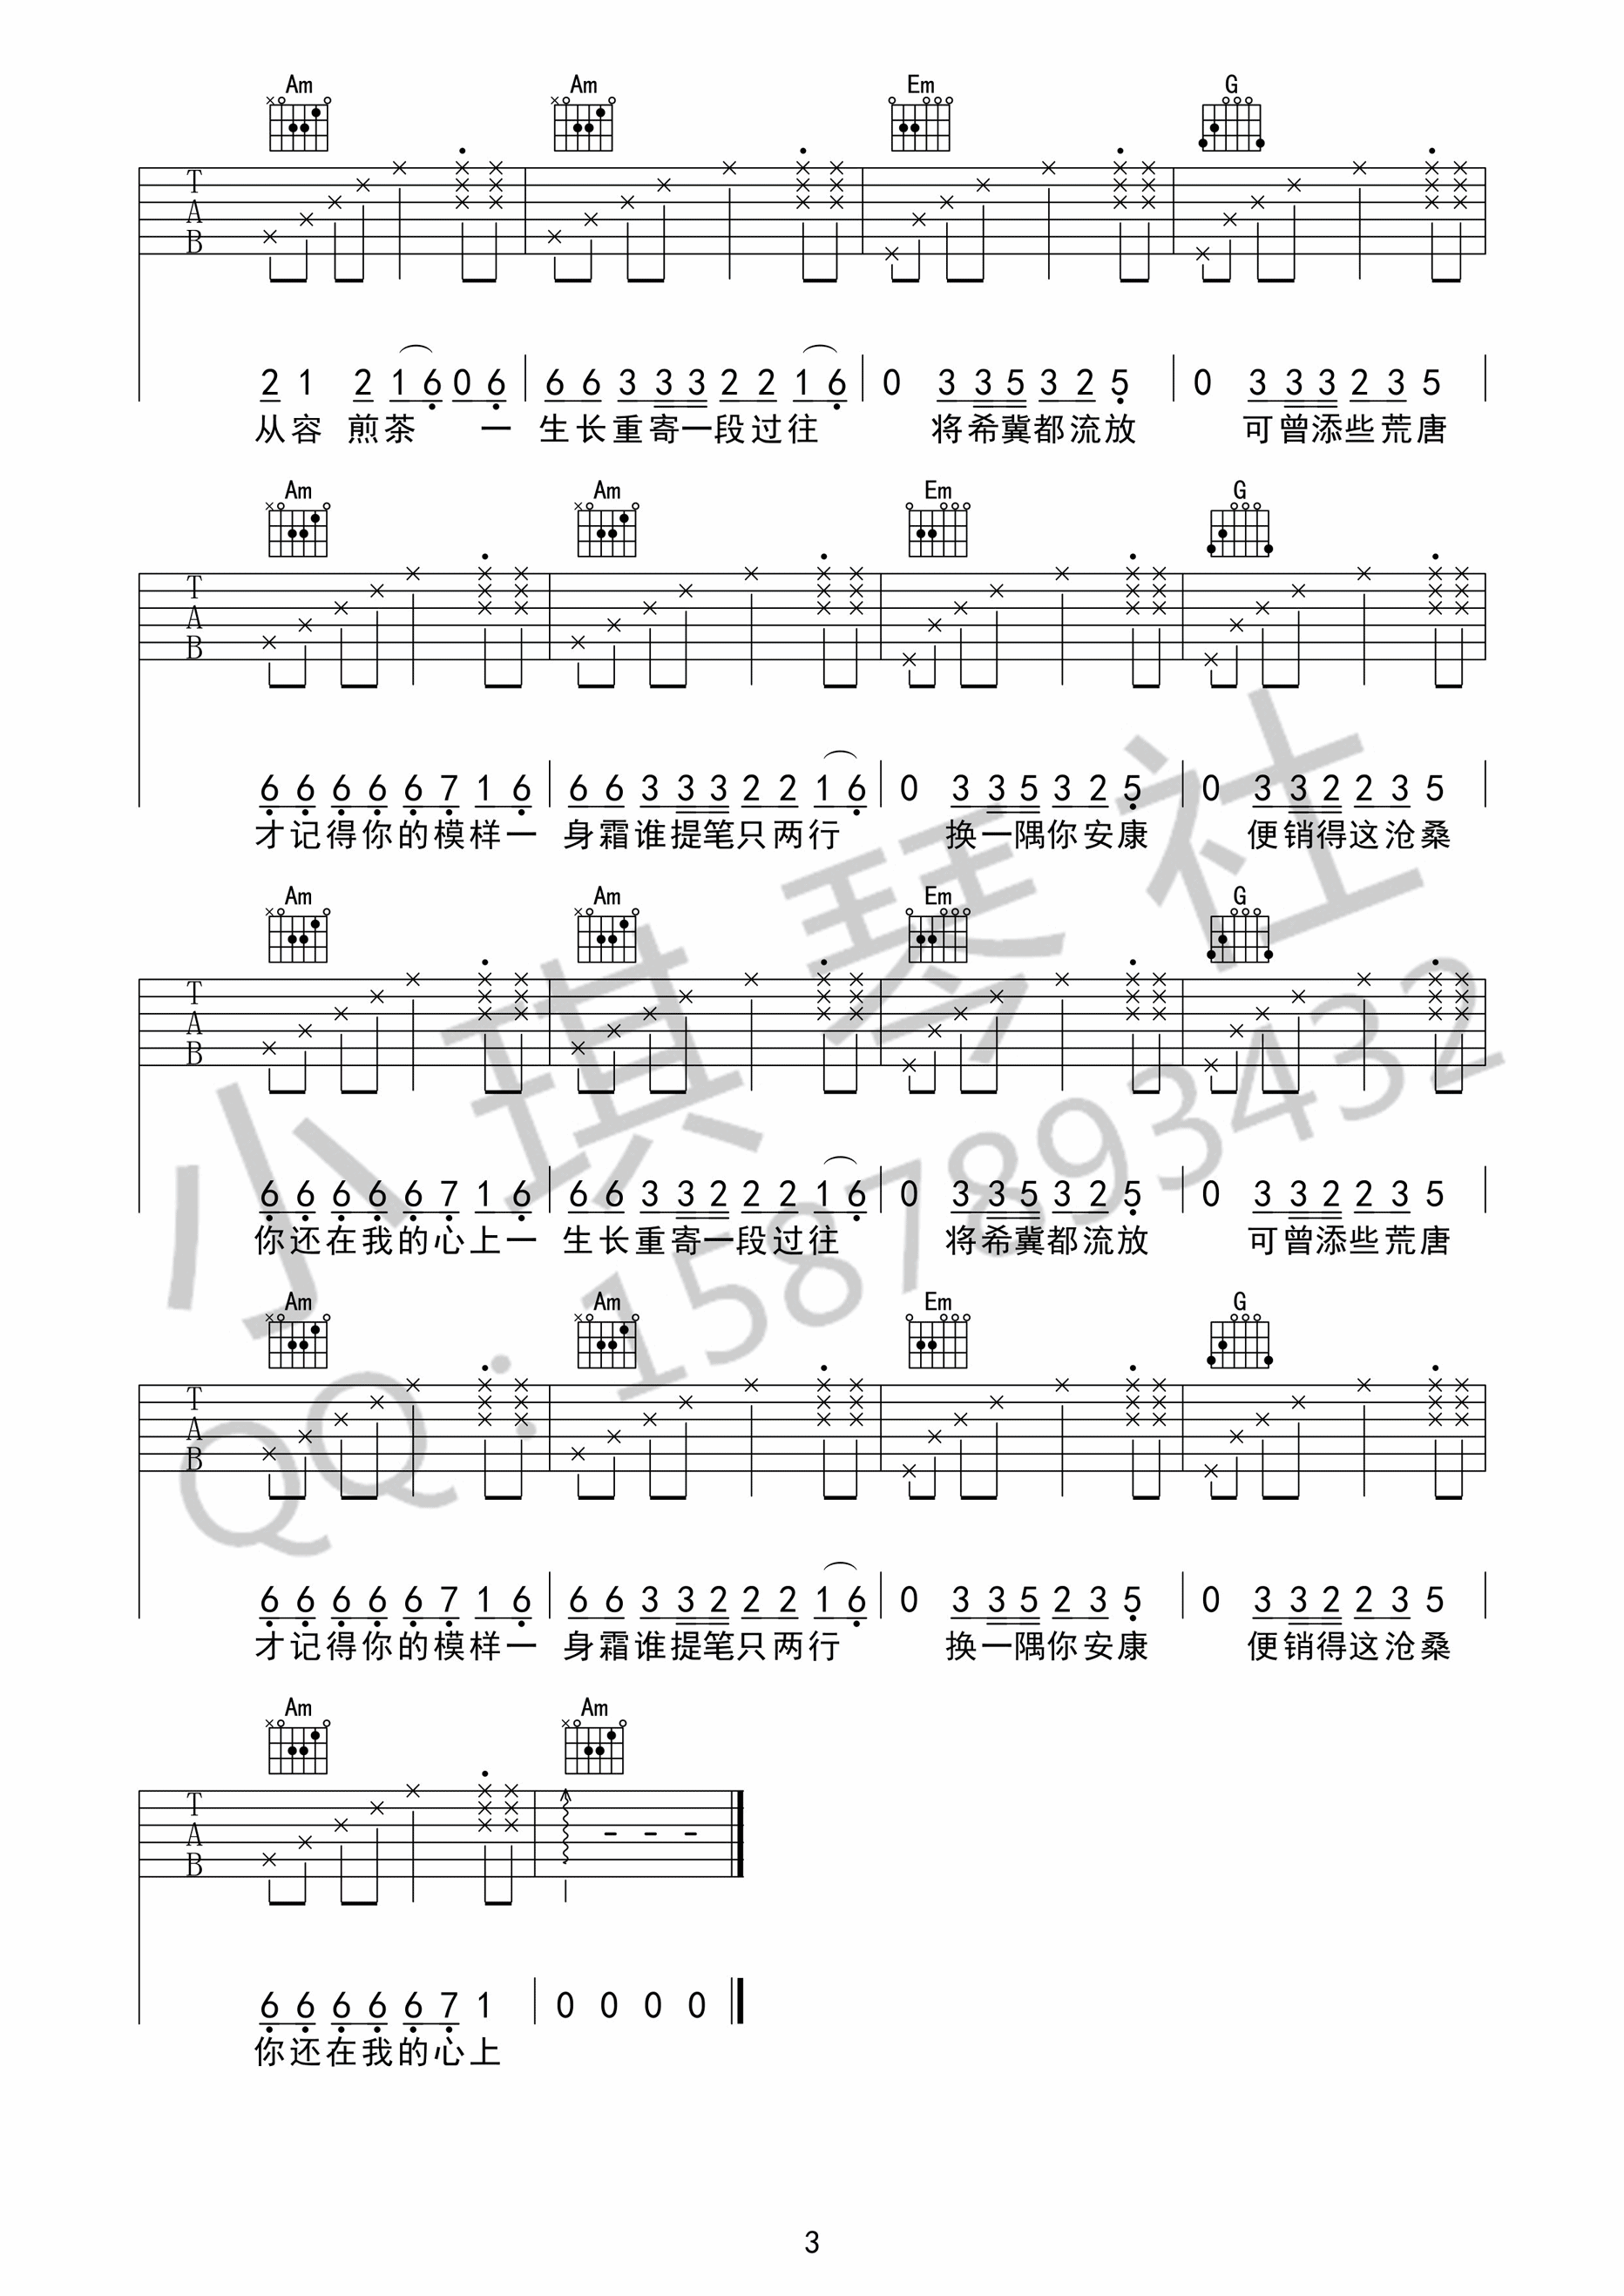 Am Am Em G
T
A
B
2 1 2 1 6 0 6 6 6 3 3 3 2 2 1 6 0 3 3 5 3 2 5 0 3 3 3 2 3 5
从容 煎茶 一 生长重寄一段过往 将希冀都流放 可曾添些荒唐
Am Am Em G
T
A
B
6 6 6 6 6 7 1 6 6 6 3 3 3 2 2 1 6 0 3 3 5 3 2 5 0 3 3 2 2 3 5
才记得你的模样一 身霜谁提笔只两行 换一隅你安康 便销得这沧桑
Am Am Em G
T
A
B
6 6 6 6 6 7 1 6 6 6 3 3 2 2 2 1 6 0 3 3 5 3 2 5 0 3 3 2 2 3 5
你还在我的心上一 生长重寄一段过往 将希冀都流放 可曾添些荒唐
Am Am Em G
T
A
B
6 6 6 6 6 7 1 6 6 6 3 3 2 2 2 1 6 0 3 3 5 2 3 5 0 3 3 2 2 3 5
才记得你的模样一 身霜谁提笔只两行 换一隅你安康 便销得这沧桑
Am Am
T
A
B
6 6 6 6 6 7 1 0 0 0 0
你还在我的心上
小琪琴社
QQ:1587893432
3